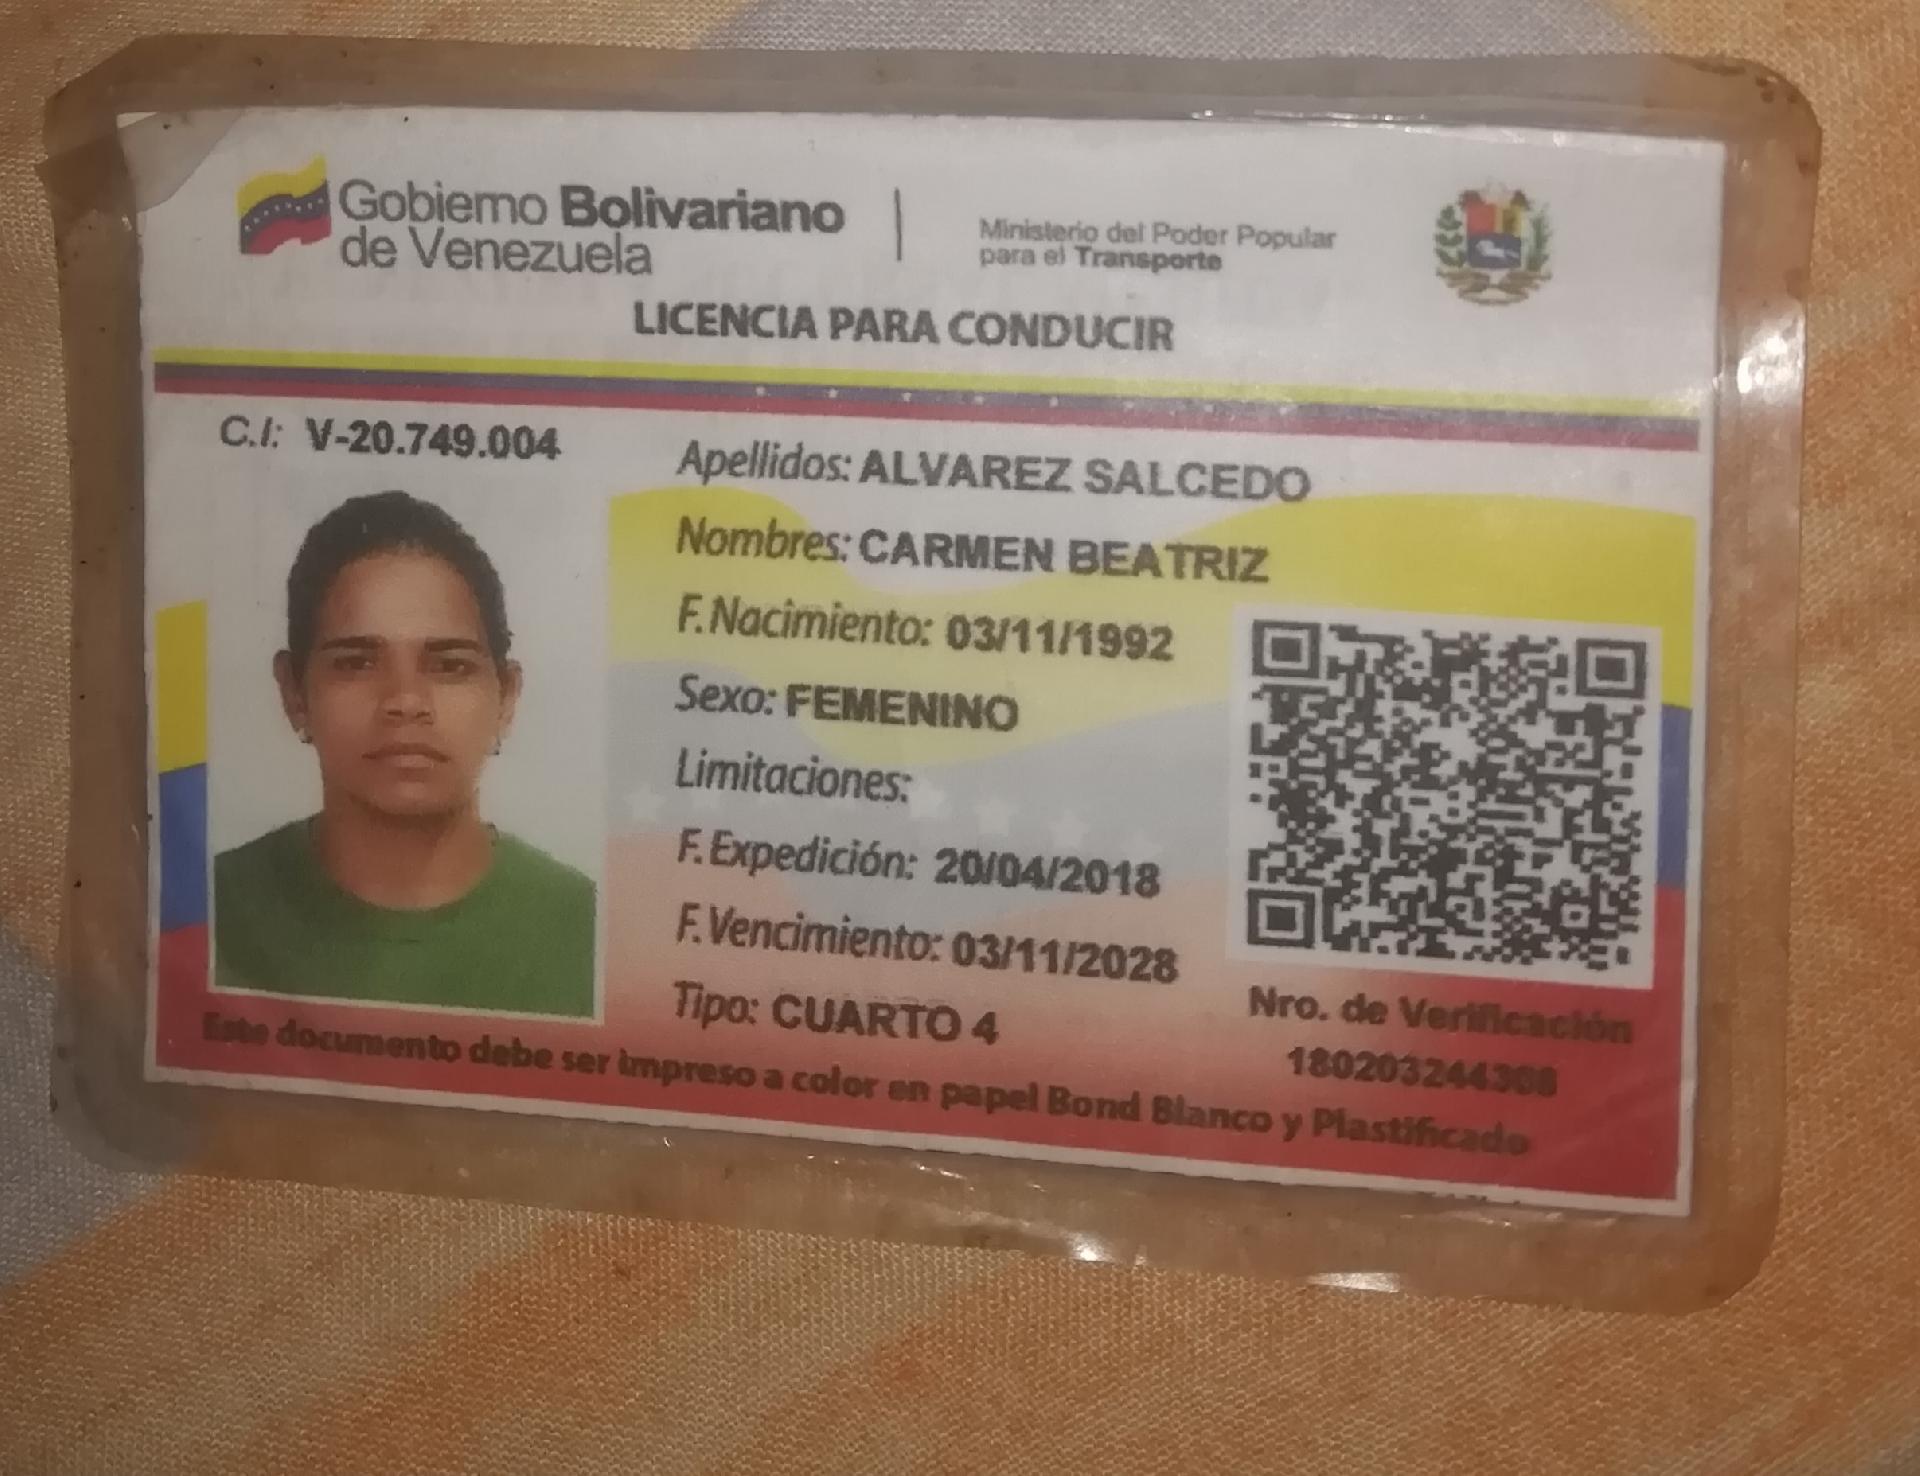 Gobierno Bolivariano
de Venezuela
Ministerio del Poder Popular
para el Transporte
LICENCIA PARA CONDUCIR
C.I: V-20.749.004
Apellidos: ALVAREZ SALCEDO
Nombres: CARMEN BEATRIZ
F. Nacimiento: 03/11/1992
Sexo: FEMENINO
Limitaciones:
F. Expedición: 20/04/2018
F. Vencimiento: 03/11/2028
Tipo: CUARTO 4
Nro. de Verificación
Este documento debe ser impreso a color en papel Bond Blanco y Plastificado